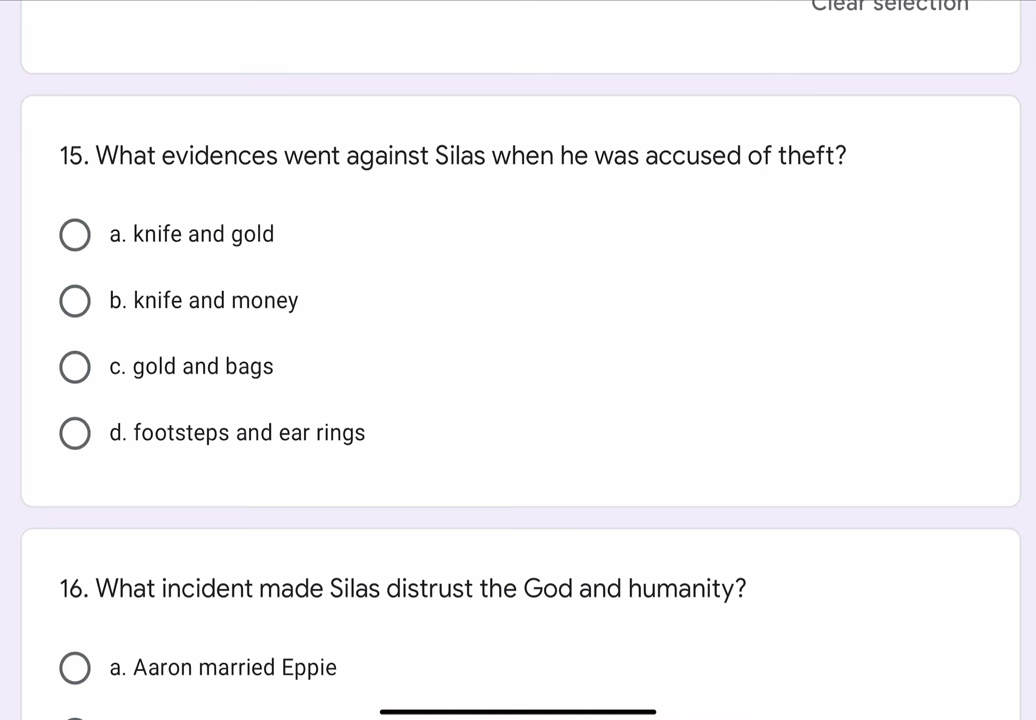 Clear selection
15. What evidences went against Silas when he was accused of theft?
a. knife and gold
b. knife and money
c. gold and bags
d. footsteps and ear rings
16. What incident made Silas distrust the God and humanity?
a. Aaron married Eppie